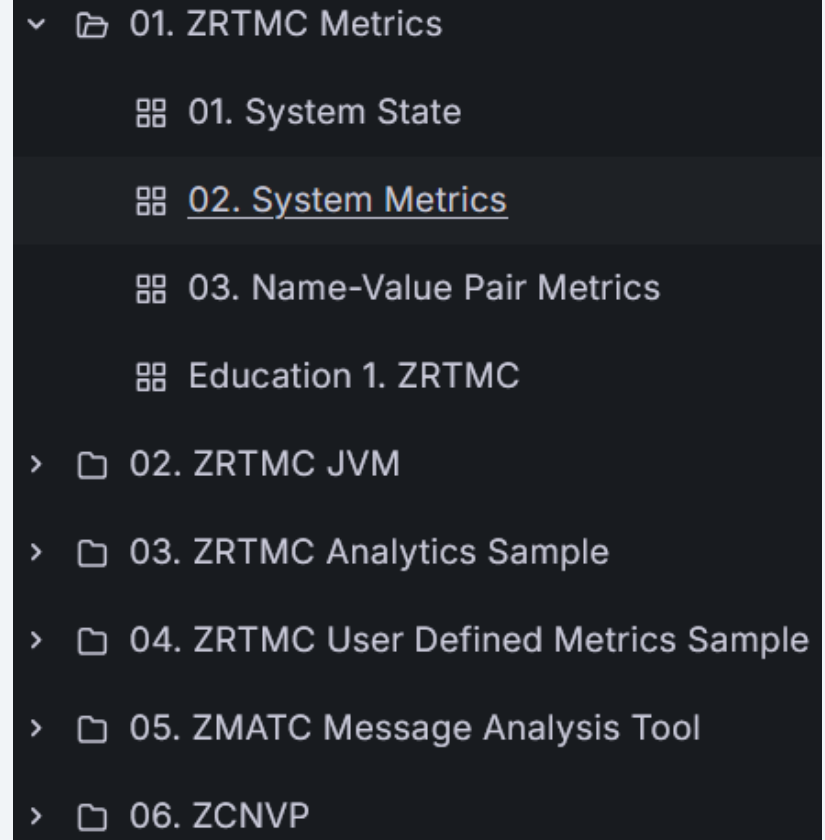 01. ZRTMC Metrics
01. System State
02. System Metrics
03. Name-Value Pair Metrics
Education 1. ZRTMC
02. ZRTMC JVM
03. ZRTMC Analytics Sample
04. ZRTMC User Defined Metrics Sample
05. ZMATC Message Analysis Tool
06. ZCNVP